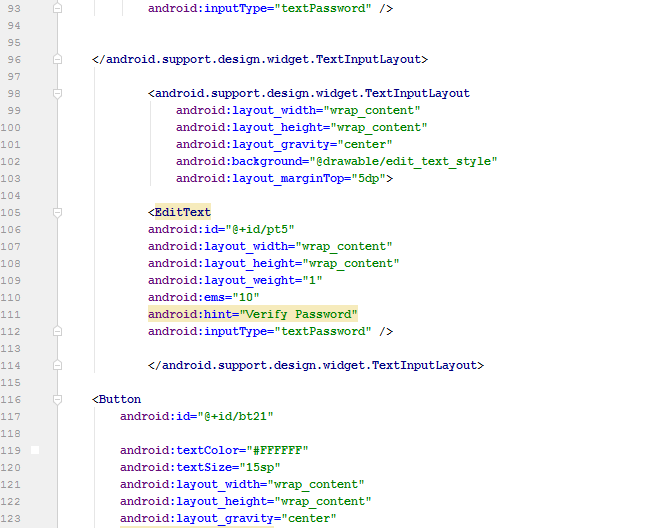 93 android:inputType="textPassword" />
94
95
96 </android.support.design.widget.TextInputLayout>
97
98 <android.support.design.widget.TextInputLayout
99 android:layout_width="wrap_content"
100 android:layout_height="wrap_content"
101 android:layout_gravity="center"
102 android:background="@drawable/edit_text_style"
103 android:layout_marginTop="5dp">
104
105 <EditText
106 android:id="@+id/pt5"
107 android:layout_width="wrap_content"
108 android:layout_height="wrap_content"
109 android:layout_weight="1"
110 android:ems="10"
111 android:hint="Verify Password"
112 android:inputType="textPassword" />
113
114 </android.support.design.widget.TextInputLayout>
115
116 <Button
117 android:id="@+id/bt21"
118
119 android:textColor="#FFFFFF"
120 android:textSize="15sp"
121 android:layout_width="wrap_content"
122 android:layout_height="wrap_content"
123 android:layout_gravity="center"